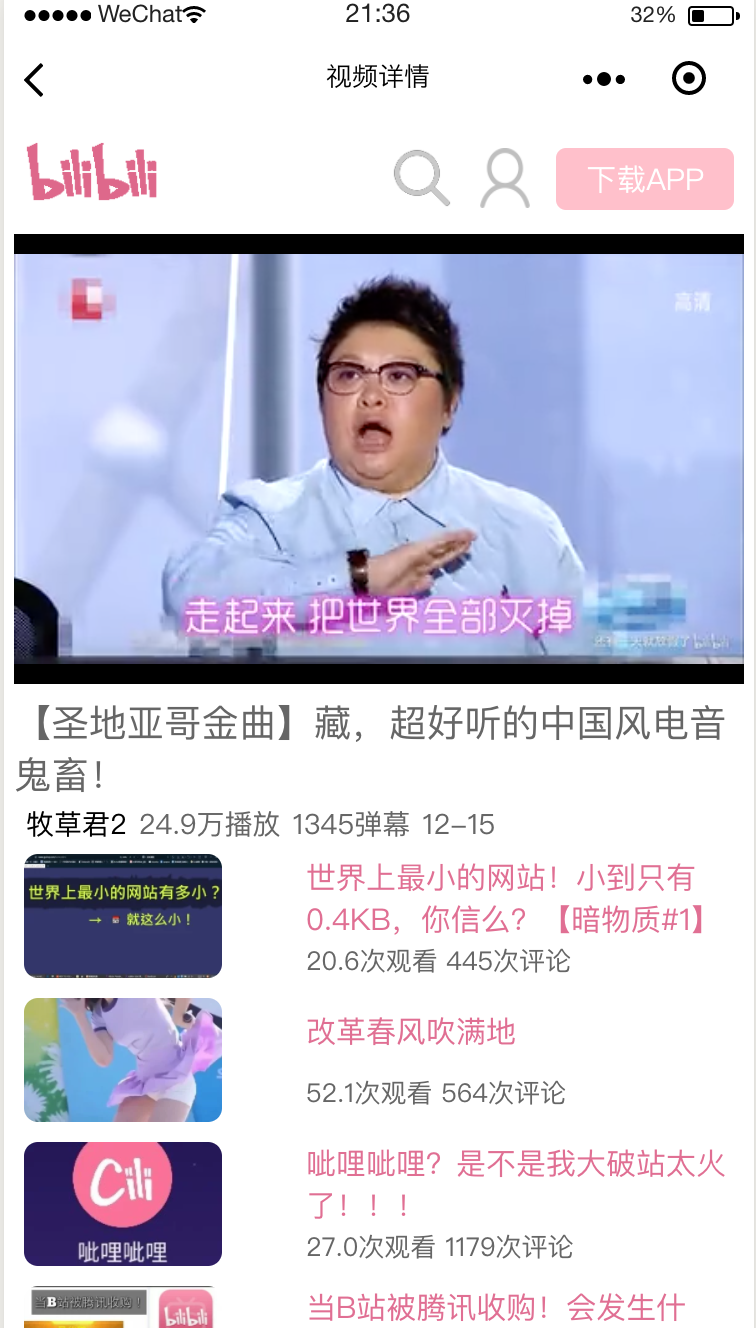 WeChat 21:36 32%
视频详情
bilibili 下载APP
高清
走起来 把世界全部灭掉
bilibili
【圣地亚哥金曲】藏，超好听的中国风电音
鬼畜！
牧草君2 24.9万播放 1345弹幕 12-15
世界上最小的网站有多小？
→ 就这么小！
世界上最小的网站！小到只有
0.4KB，你信么？【暗物质#1】
20.6次观看 445次评论
改革春风吹满地
52.1次观看 564次评论
Cili
呲哩呲哩
呲哩呲哩？是不是我大破站太火
了！！！
27.0次观看 1179次评论
当B站被腾讯收购！
bilibili
当B站被腾讯收购！会发生什